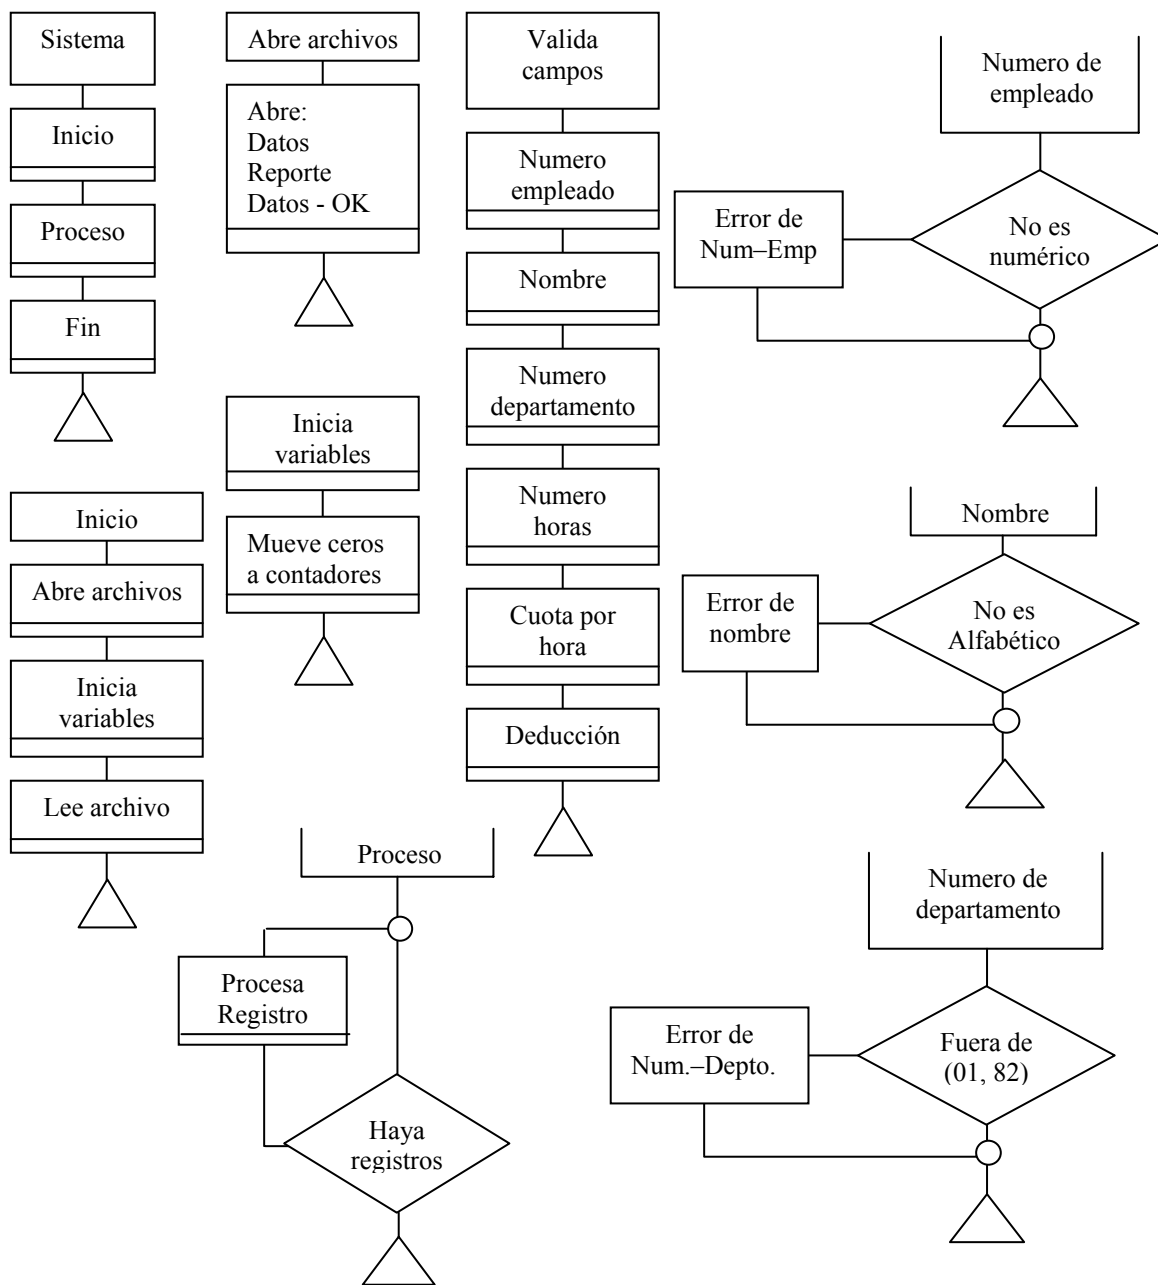 Sistema
Inicio
Proceso
Fin
Inicio
Abre archivos
Inicia
variables
Lee archivo
Abre archivos
Abre:
Datos
Reporte
Datos - OK
Inicia
variables
Mueve ceros
a contadores
Proceso
Procesa
Registro
Haya
registros
Valida
campos
Numero
empleado
Nombre
Numero
departamento
Numero
horas
Cuota por
hora
Deducción
Numero de
empleado
Error de
Num–Emp
No es
numérico
Nombre
Error de
nombre
No es
Alfabético
Numero de
departamento
Error de
Num.–Depto.
Fuera de
(01, 82)